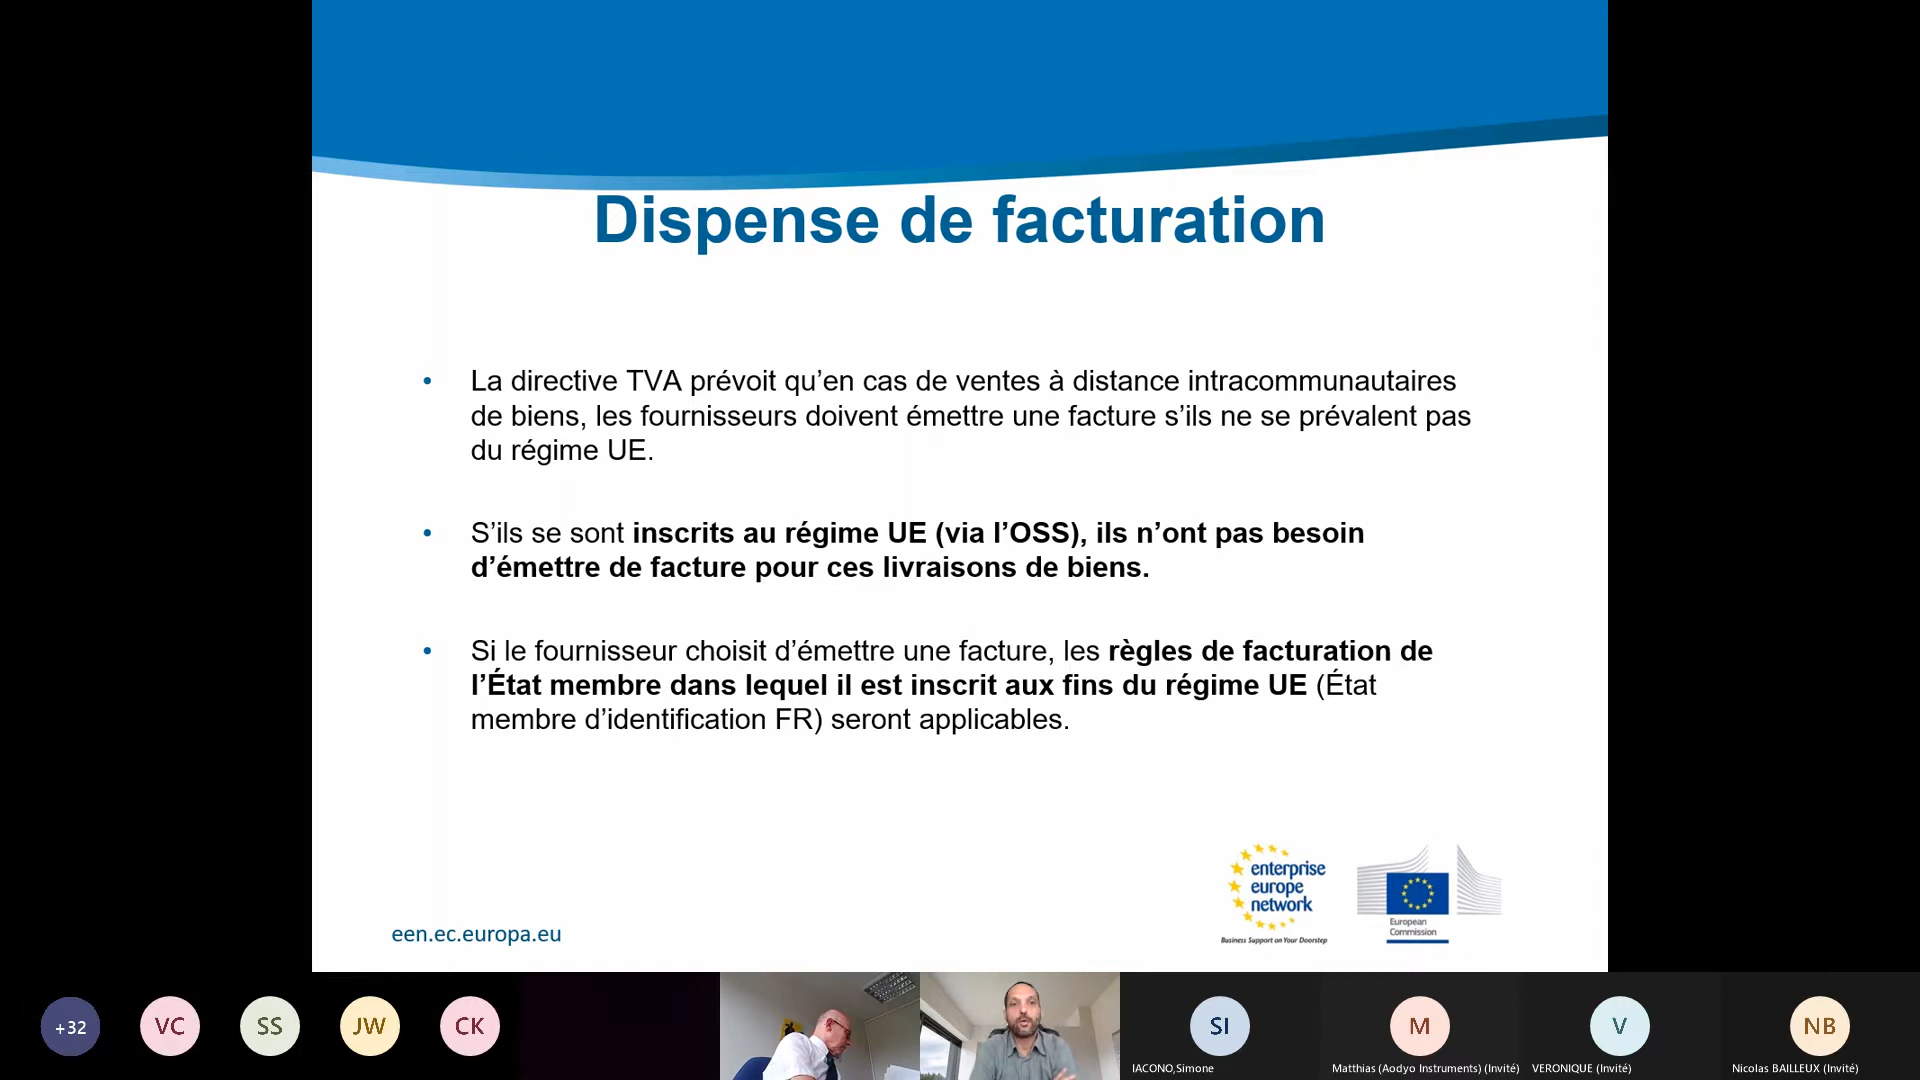 Dispense de facturation
• La directive TVA prévoit qu’en cas de ventes à distance intracommunautaires
de biens, les fournisseurs doivent émettre une facture s’ils ne se prévalent pas
du régime UE.
• S’ils se sont inscrits au régime UE (via l’OSS), ils n’ont pas besoin
d’émettre de facture pour ces livraisons de biens.
• Si le fournisseur choisit d’émettre une facture, les règles de facturation de
l’État membre dans lequel il est inscrit aux fins du régime UE (État
membre d’identification FR) seront applicables.
enterprise
europe
network
Business Support on Your Doorstep
European
Commission
een.ec.europa.eu
+32
VC
SS
JW
CK
SI
M
V
NB
IACONO,Simone
Matthias (Aodyo Instruments) (Invité)
VERONIQUE (Invité)
Nicolas BAILLEUX (Invité)